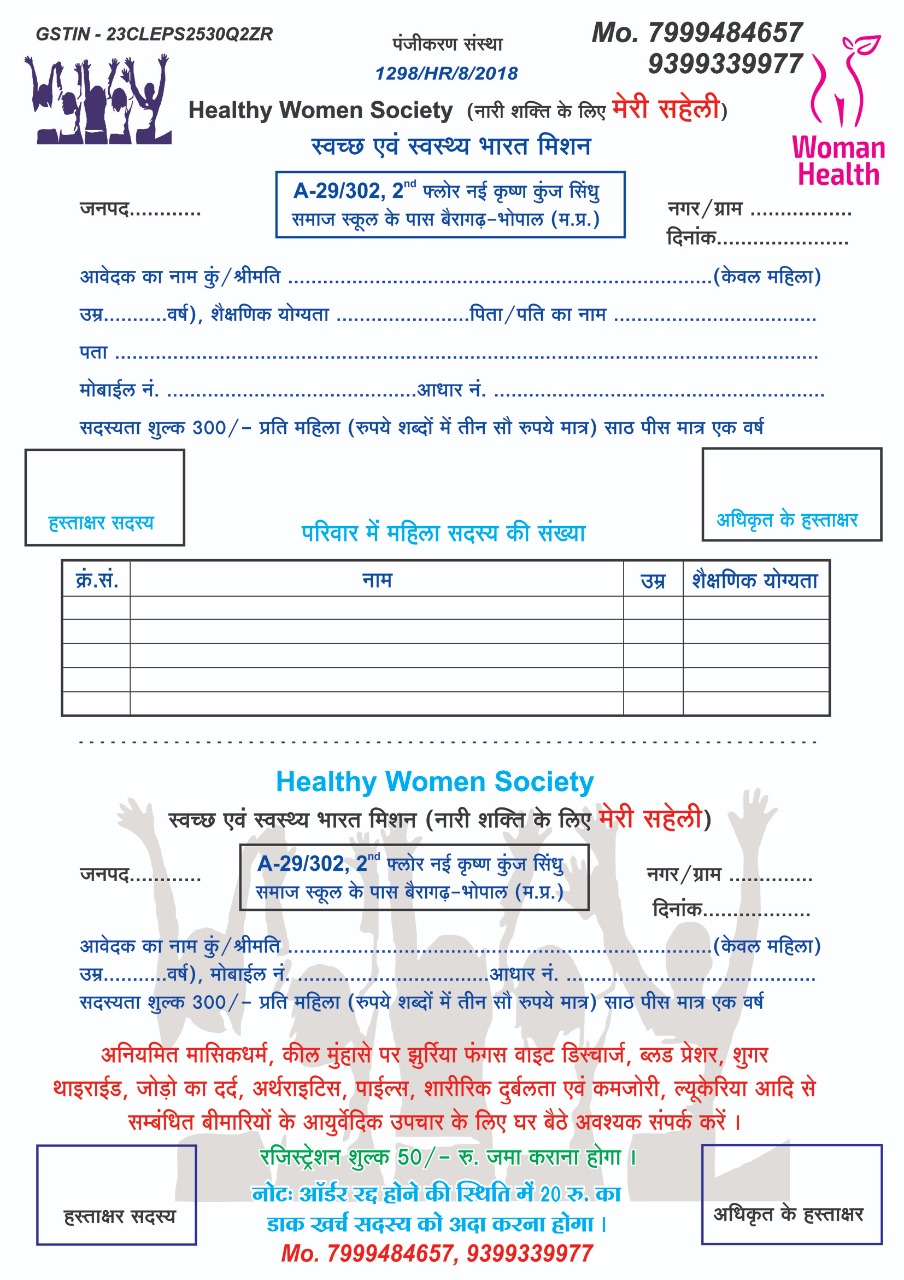 GSTIN - 23CLEPS2530Q2ZR
पंजीकरण संस्था
1298/HR/8/2018
Mo. 7999484657
9399339977
Healthy Women Society (नारी शक्ति के लिए मेरी सहेली)
स्वच्छ एवं स्वस्थ्य भारत मिशन
Woman
Health
A-29/302, 2nd फ्लोर नई कृष्ण कुंज सिंधु
समाज स्कूल के पास बैरागढ़–भोपाल (म.प्र.)
जनपद............
नगर/ग्राम ..................
दिनांक.......................
आवेदक का नाम कुं/श्रीमति ..........................................................................(केवल महिला)
उम्र...........वर्ष), शैक्षणिक योग्यता .......................पिता/पति का नाम ...................................
पता ..........................................................................................................................
मोबाईल नं. ...........................................आधार नं. .........................................................
सदस्यता शुल्क 300/- प्रति महिला (रुपये शब्दों में तीन सौ रुपये मात्र) साठ पीस मात्र एक वर्ष
हस्ताक्षर सदस्य
अधिकृत के हस्ताक्षर
परिवार में महिला सदस्य की संख्या
क्रं.सं. नाम उम्र शैक्षणिक योग्यता
Healthy Women Society
स्वच्छ एवं स्वस्थ्य भारत मिशन (नारी शक्ति के लिए मेरी सहेली)
A-29/302, 2nd फ्लोर नई कृष्ण कुंज सिंधु
समाज स्कूल के पास बैरागढ़–भोपाल (म.प्र.)
जनपद............
नगर/ग्राम ..............
दिनांक...................
आवेदक का नाम कुं/श्रीमति ..........................................................................(केवल महिला)
उम्र...........वर्ष), मोबाईल नं. ...................................आधार नं. .............................................
सदस्यता शुल्क 300/- प्रति महिला (रुपये शब्दों में तीन सौ रुपये मात्र) साठ पीस मात्र एक वर्ष
अनियमित मासिकधर्म, कील मुंहासे पर झुर्रिया फंगस वाइट डिस्चार्ज, ब्लड प्रेशर, शुगर
थाइराईड, जोड़ो का दर्द, अर्थराइटिस, पाईल्स, शारीरिक दुर्बलता एवं कमजोरी, ल्यूकेरिया आदि से
सम्बंधित बीमारियों के आयुर्वेदिक उपचार के लिए घर बैठे अवश्यक संपर्क करें ।
रजिस्ट्रेशन शुल्क 50/- रु. जमा कराना होगा ।
नोटः ऑर्डर रद्द होने की स्थिति में 20 रु. का
डाक खर्च सदस्य को अदा करना होगा ।
हस्ताक्षर सदस्य
अधिकृत के हस्ताक्षर
Mo. 7999484657, 9399339977